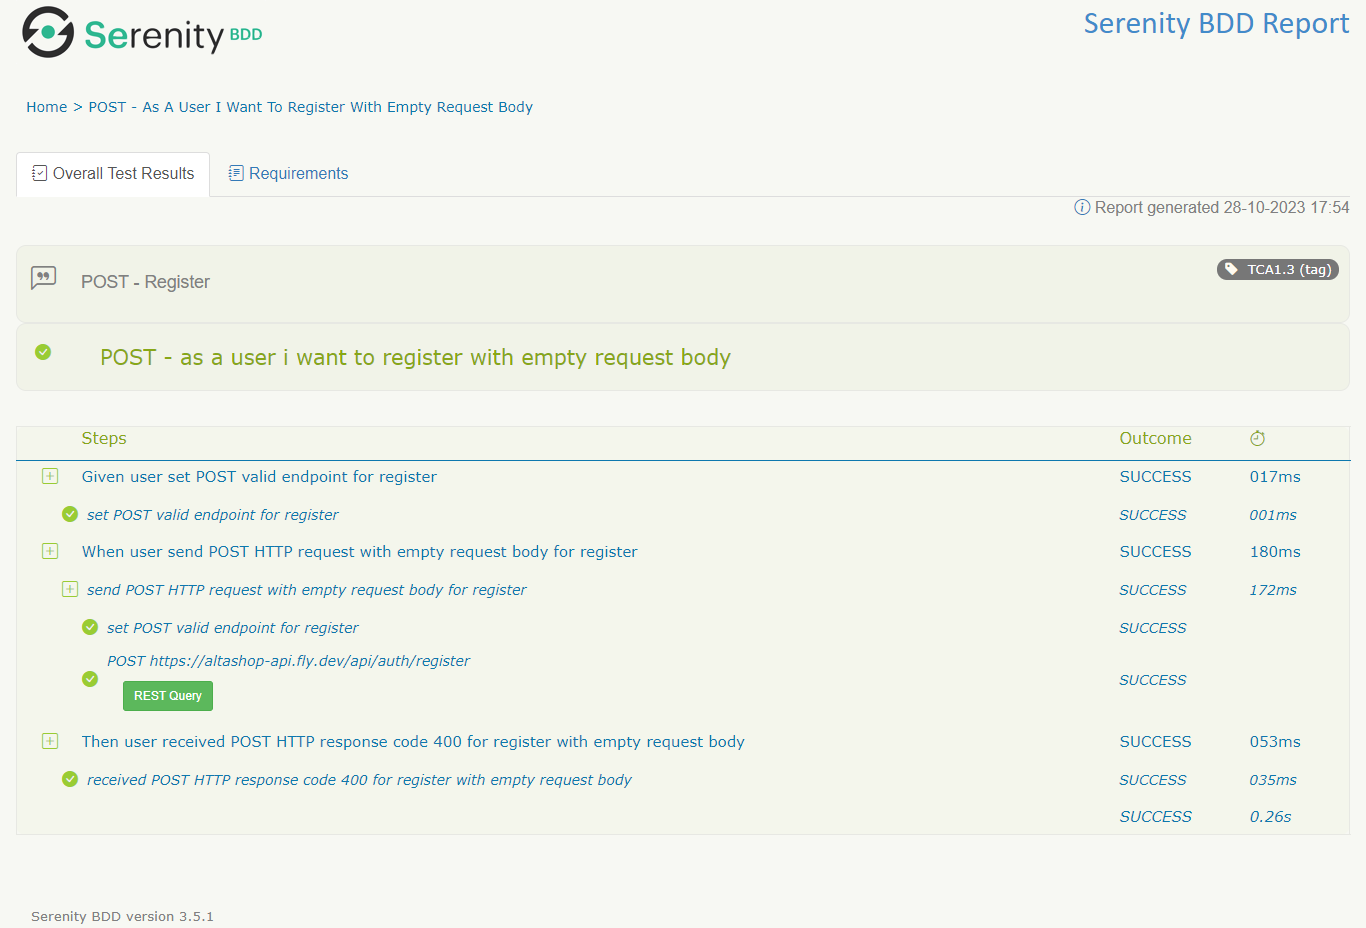 Serenity BDD
Serenity BDD Report
Home > POST - As A User I Want To Register With Empty Request Body
Overall Test Results
Requirements
Report generated 28-10-2023 17:54
POST - Register
TCA1.3 (tag)
POST - as a user i want to register with empty request body
Steps Outcome
Given user set POST valid endpoint for register SUCCESS 017ms
set POST valid endpoint for register SUCCESS 001ms
When user send POST HTTP request with empty request body for register SUCCESS 180ms
send POST HTTP request with empty request body for register SUCCESS 172ms
set POST valid endpoint for register SUCCESS
POST https://altashop-api.fly.dev/api/auth/register
REST Query SUCCESS
Then user received POST HTTP response code 400 for register with empty request body SUCCESS 053ms
received POST HTTP response code 400 for register with empty request body SUCCESS 035ms
SUCCESS 0.26s
Serenity BDD version 3.5.1